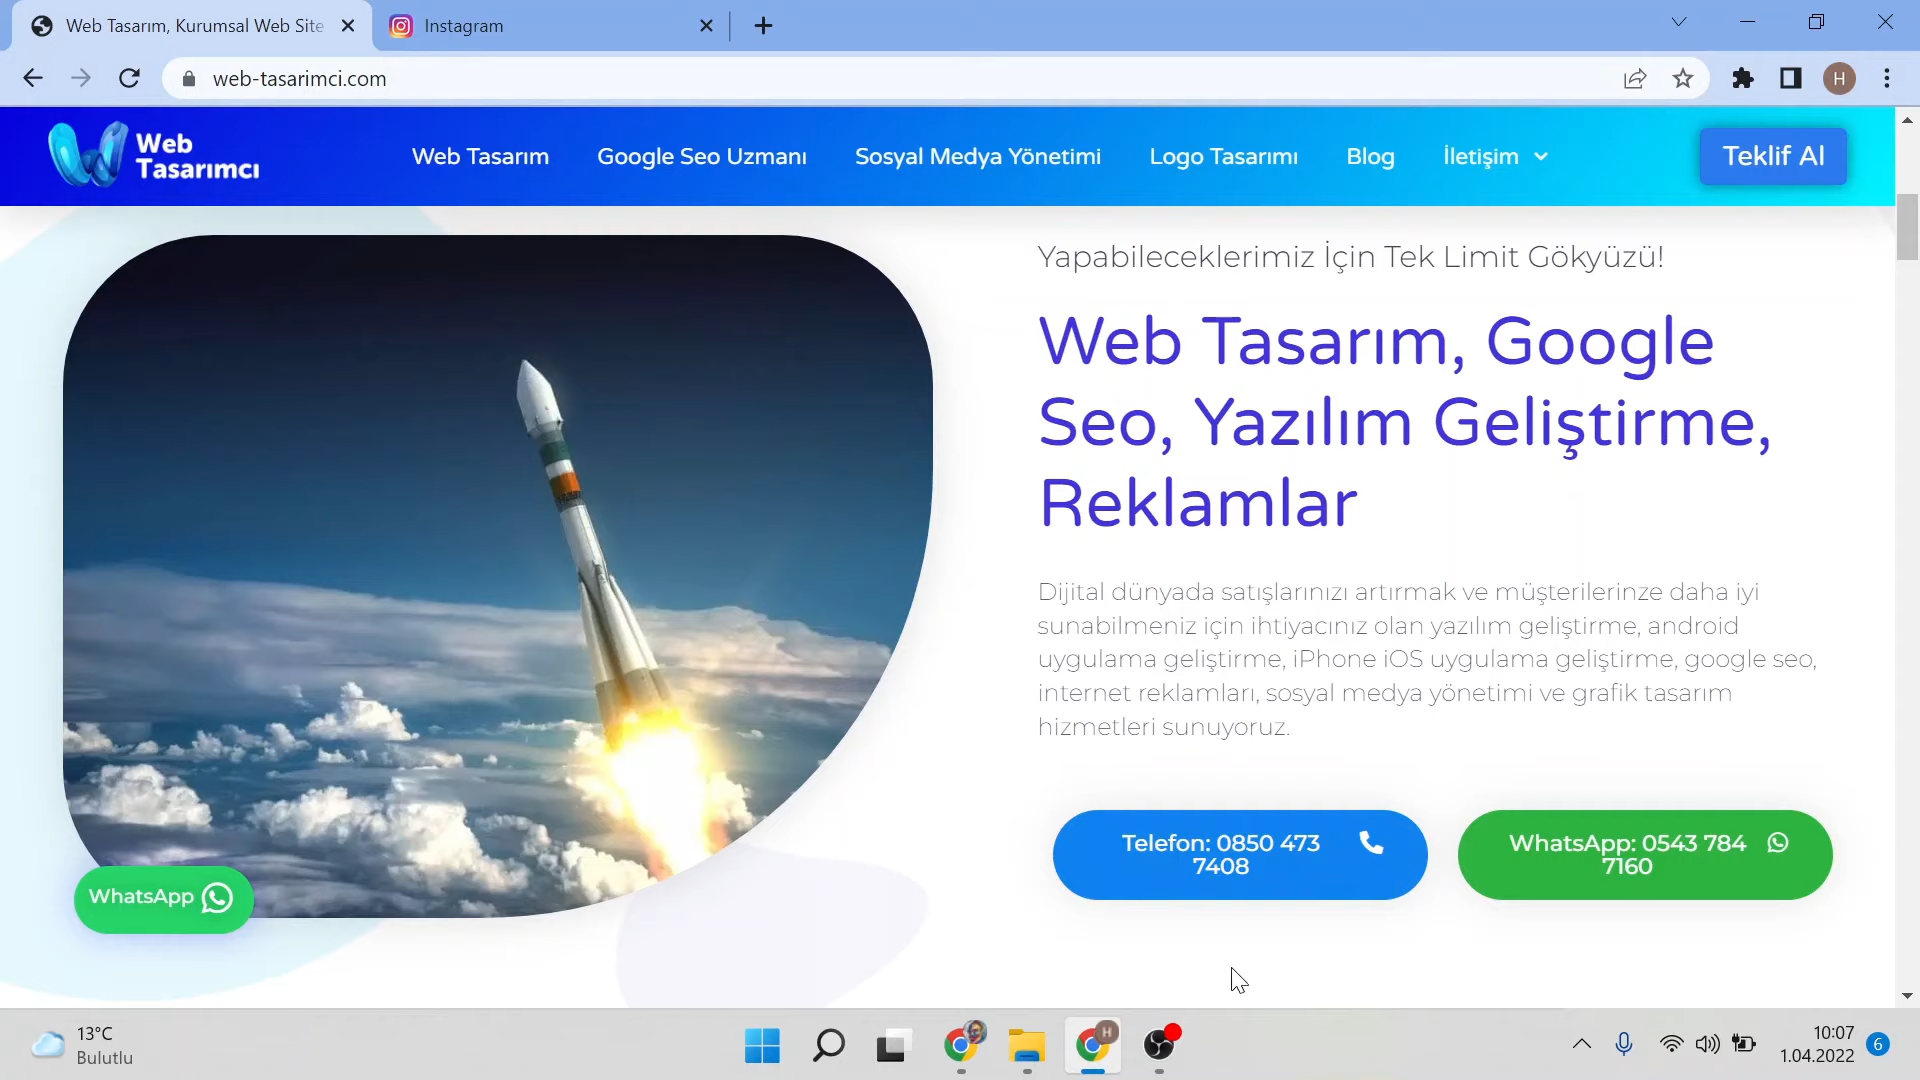 Web Tasarım, Kurumsal Web Site
Instagram
web-tasarimci.com
H
Web
Tasarımcı
Web Tasarım
Google Seo Uzmanı
Sosyal Medya Yönetimi
Logo Tasarımı
Blog
İletişim
Teklif Al
Yapabileceklerimiz İçin Tek Limit Gökyüzü!
Web Tasarım, Google
Seo, Yazılım Geliştirme,
Reklamlar
Dijital dünyada satışlarınızı artırmak ve müşterilerinze daha iyi
sunabilmeniz için ihtiyacınız olan yazılım geliştirme, android
uygulama geliştirme, iPhone iOS uygulama geliştirme, google seo,
internet reklamları, sosyal medya yönetimi ve grafik tasarım
hizmetleri sunuyoruz.
Telefon: 0850 473
7408
WhatsApp: 0543 784
7160
WhatsApp
13°C
Bulutlu
H
10:07
1.04.2022
6